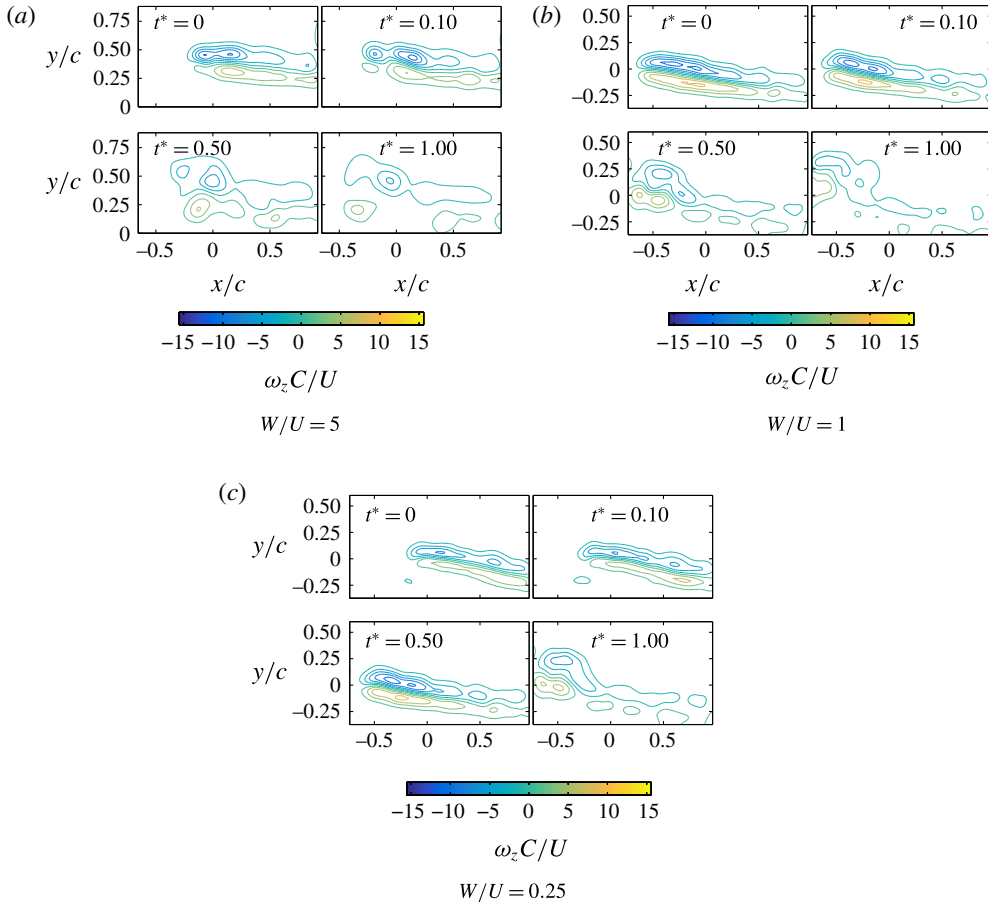 (a)
t* = 0
t* = 0.10
y/c
0.75
0.50
0.25
0
t* = 0.50
t* = 1.00
y/c
0.75
0.50
0.25
0
−0.5 0 0.5
−0.5 0 0.5
x/c
x/c
−15 −10 −5 0 5 10 15
ω_z C/U
W/U = 5
(b)
t* = 0
t* = 0.10
y/c
0.50
0.25
0
−0.25
t* = 0.50
t* = 1.00
y/c
0.50
0.25
0
−0.25
−0.5 0 0.5
−0.5 0 0.5
x/c
x/c
−15 −10 −5 0 5 10 15
ω_z C/U
W/U = 1
(c)
t* = 0
t* = 0.10
y/c
0.50
0.25
0
−0.25
t* = 0.50
t* = 1.00
y/c
0.50
0.25
0
−0.25
−0.5 0 0.5
−0.5 0 0.5
−15 −10 −5 0 5 10 15
ω_z C/U
W/U = 0.25